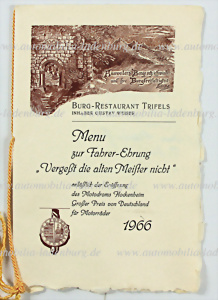 Burg-Restaurant Trifels
Inhaber Gustav Weber
Menu
zur Fahrer-Ehrung
„Vergeßt die alten Meister nicht"
anläßlich der Eröffnung
des Motodroms Hockenheim
Großer Preis von Deutschland
für Motorräder
1966